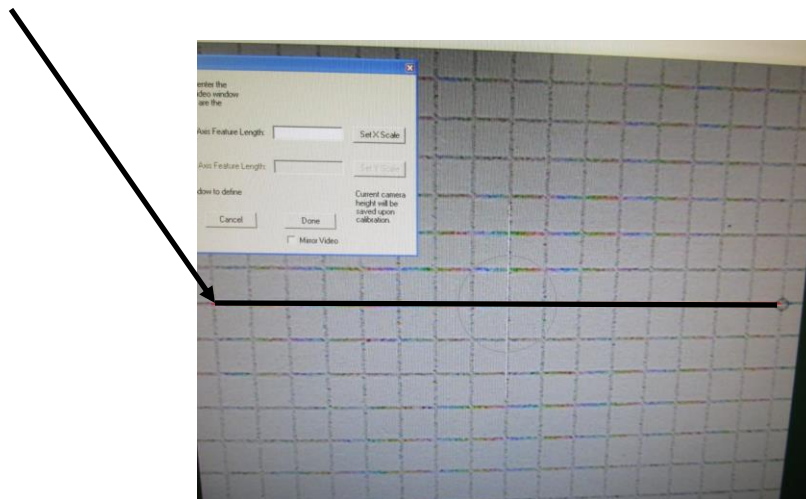 enter the
video window
are the
Axis Feature Length:
Set X Scale
Axis Feature Length:
Set Y Scale
dow to define
Current camera
height will be
saved upon
calibration.
Cancel
Done
Mirror Video